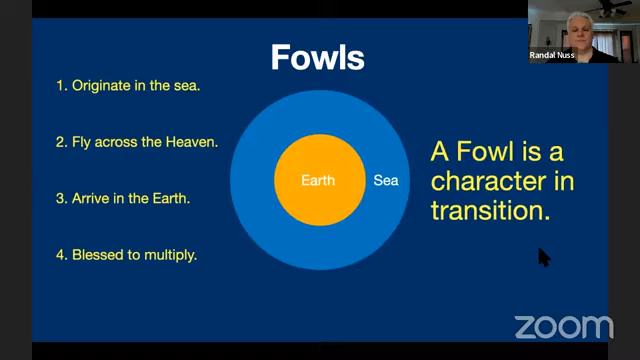 Fowls
Randal Nuss
1. Originate in the sea.
2. Fly across the Heaven.
3. Arrive in the Earth.
4. Blessed to multiply.
Earth
Sea
A Fowl is a
character in
transition.
zoom